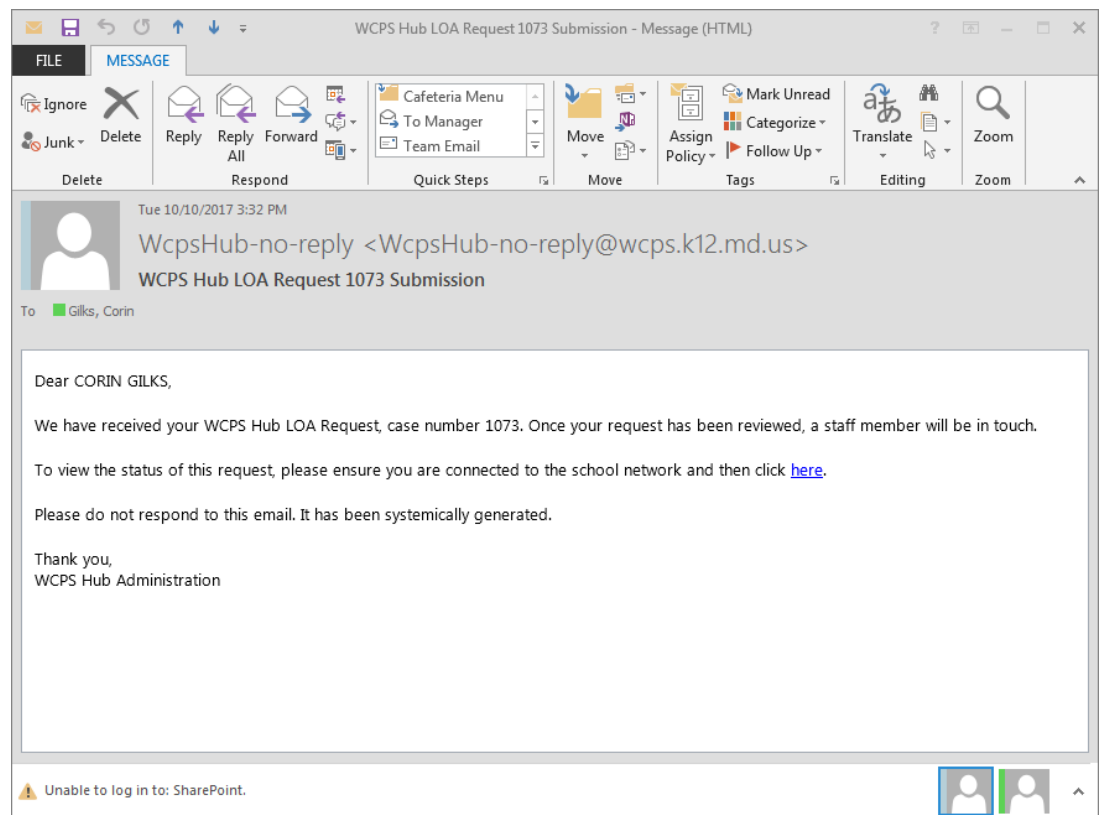 WCPS Hub LOA Request 1073 Submission - Message (HTML)
FILE MESSAGE
Ignore
Junk
Delete
Reply
Reply All
Forward
Cafeteria Menu
To Manager
Team Email
Move
Assign Policy
Mark Unread
Categorize
Follow Up
Translate
Zoom
Delete Respond Quick Steps Move Tags Editing Zoom
Tue 10/10/2017 3:32 PM
WcpsHub-no-reply <WcpsHub-no-reply@wcps.k12.md.us>
WCPS Hub LOA Request 1073 Submission
To Gilks, Corin
Dear CORIN GILKS,
We have received your WCPS Hub LOA Request, case number 1073. Once your request has been reviewed, a staff member will be in touch.
To view the status of this request, please ensure you are connected to the school network and then click here.
Please do not respond to this email. It has been systemically generated.
Thank you,
WCPS Hub Administration
Unable to log in to: SharePoint.